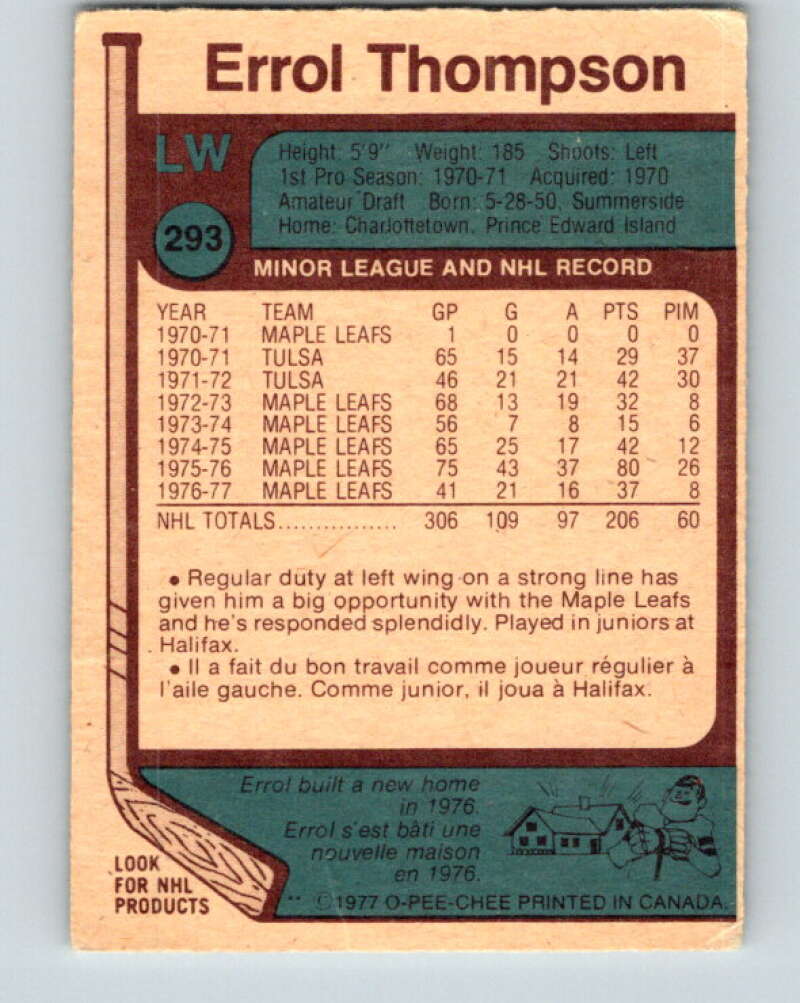 Errol Thompson
LW
Height: 5'9" Weight: 185 Shoots: Left
1st Pro Season: 1970-71 Acquired: 1970
Amateur Draft Born: 5-28-50, Summerside
Home: Charlottetown, Prince Edward Island
293
MINOR LEAGUE AND NHL RECORD
YEAR TEAM GP G A PTS PIM
1970-71 MAPLE LEAFS 1 0 0 0 0
1970-71 TULSA 65 15 14 29 37
1971-72 TULSA 46 21 21 42 30
1972-73 MAPLE LEAFS 68 13 19 32 8
1973-74 MAPLE LEAFS 56 7 8 15 6
1974-75 MAPLE LEAFS 65 25 17 42 12
1975-76 MAPLE LEAFS 75 43 37 80 26
1976-77 MAPLE LEAFS 41 21 16 37 8
NHL TOTALS................ 306 109 97 206 60
• Regular duty at left wing on a strong line has
given him a big opportunity with the Maple Leafs
and he's responded splendidly. Played in juniors at
Halifax.
• Il a fait du bon travail comme joueur régulier à
l'aile gauche. Comme junior, il joua à Halifax.
Errol built a new home
in 1976.
Errol s'est bâti une
nouvelle maison
en 1976.
LOOK
FOR NHL
PRODUCTS
** ©1977 O-PEE-CHEE PRINTED IN CANADA.